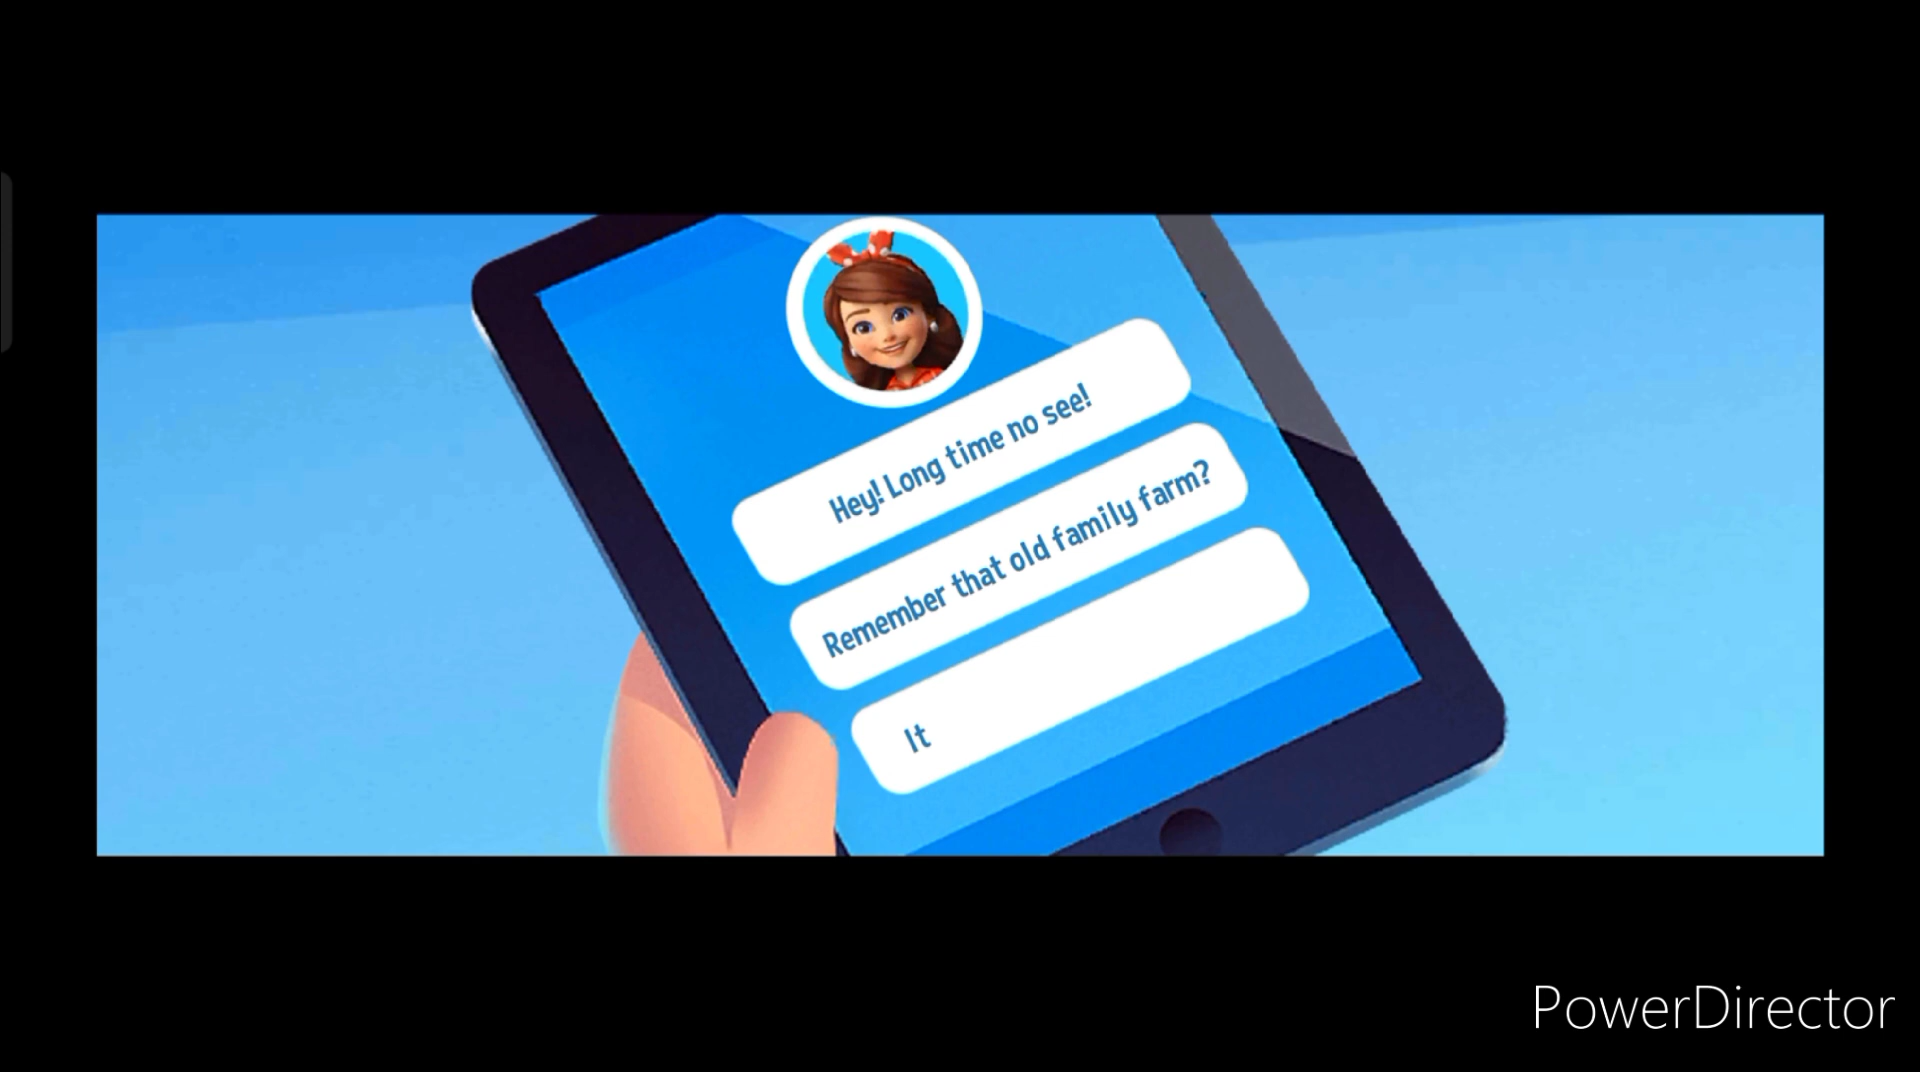 Hey! Long time no see!
Remember that old family farm?
It
PowerDirector